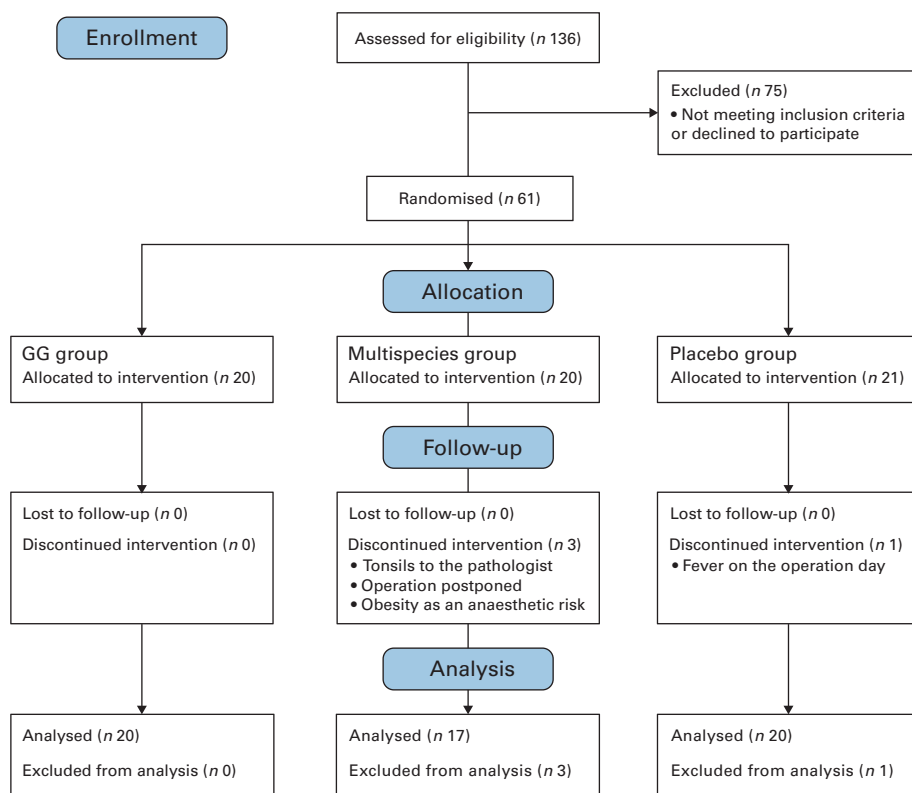 Enrollment
Assessed for eligibility (n 136)
Excluded (n 75)
• Not meeting inclusion criteria
or declined to participate
Randomised (n 61)
Allocation
GG group
Allocated to intervention (n 20)
Multispecies group
Allocated to intervention (n 20)
Placebo group
Allocated to intervention (n 21)
Follow-up
Lost to follow-up (n 0)
Discontinued intervention (n 0)
Lost to follow-up (n 0)
Discontinued intervention (n 3)
• Tonsils to the pathologist
• Operation postponed
• Obesity as an anaesthetic risk
Lost to follow-up (n 0)
Discontinued intervention (n 1)
• Fever on the operation day
Analysis
Analysed (n 20)
Excluded from analysis (n 0)
Analysed (n 17)
Excluded from analysis (n 3)
Analysed (n 20)
Excluded from analysis (n 1)